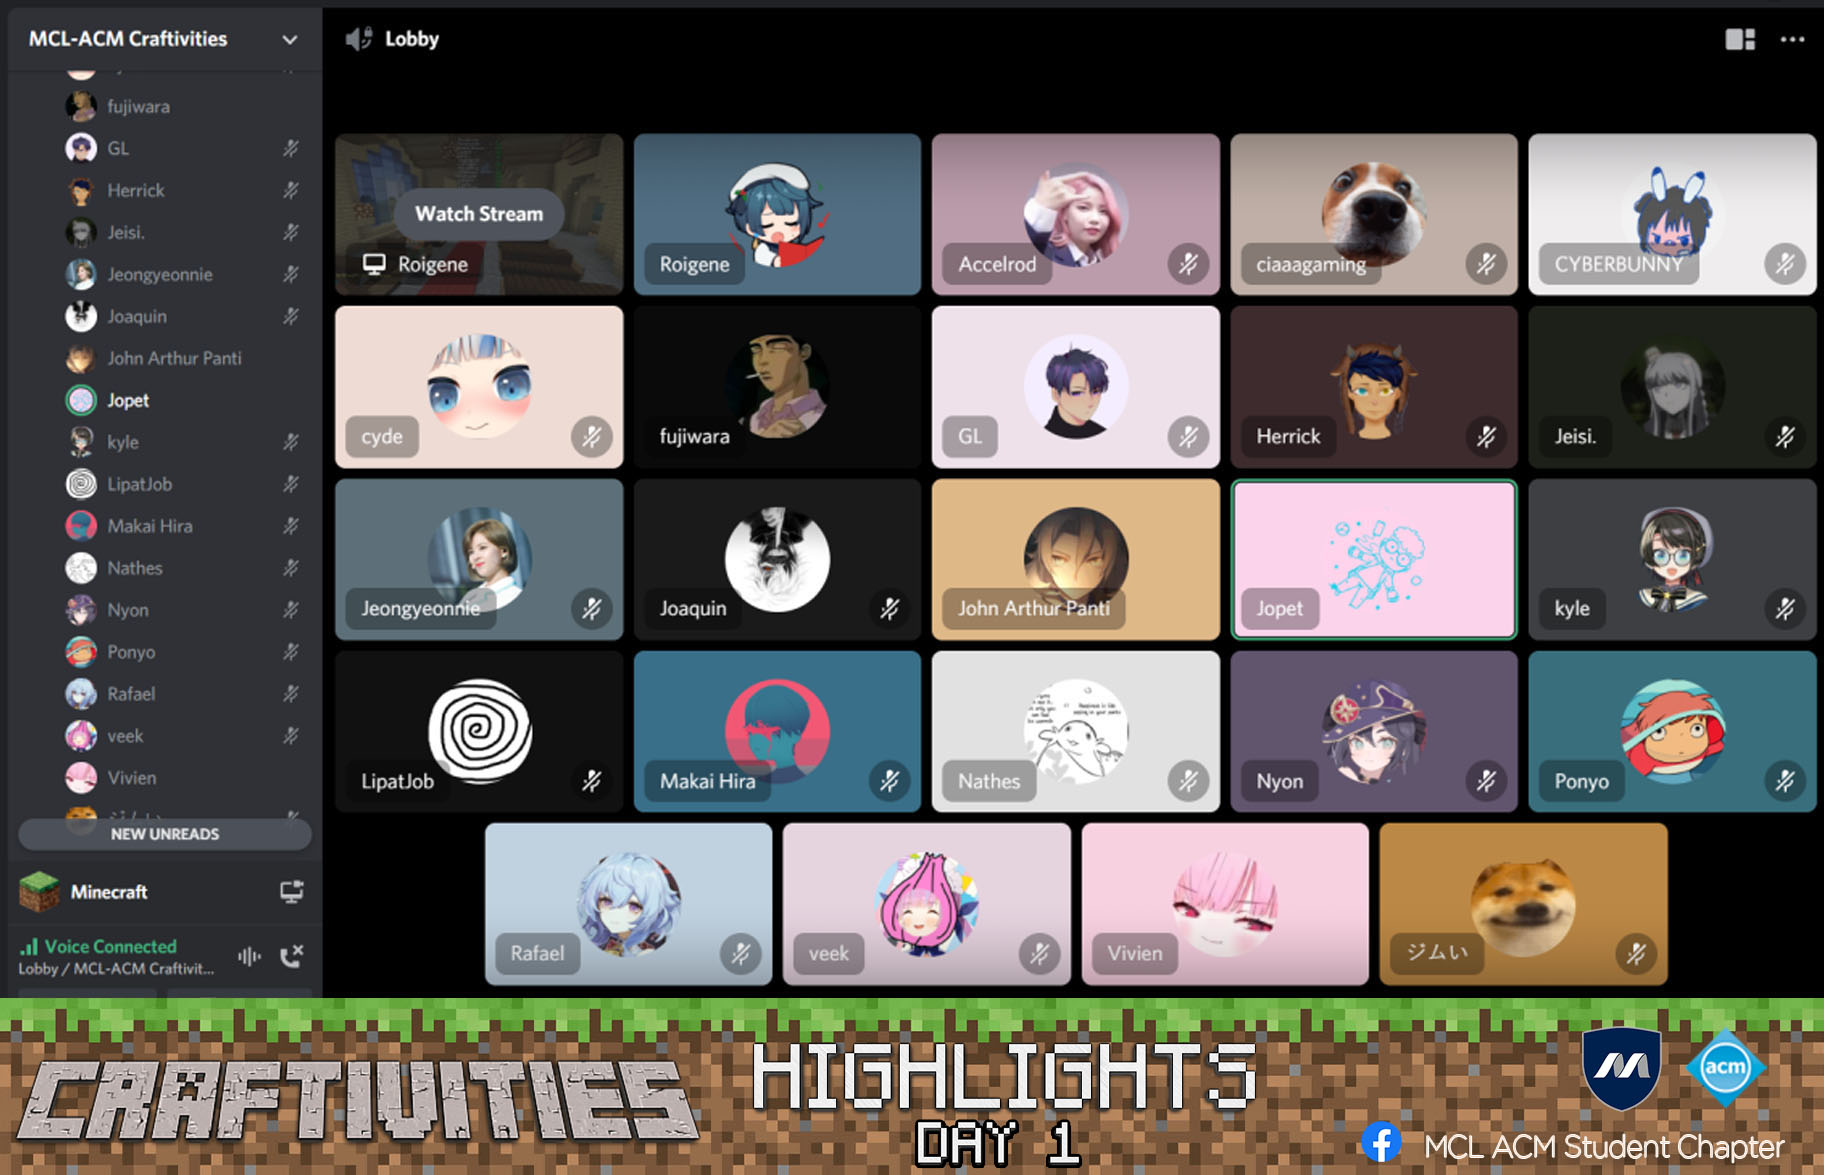 MCL-ACM Craftivities
fujiwara
GL
Herrick
Jeisi.
Jeongyeonnie
Joaquin
John Arthur Panti
Jopet
kyle
LipatJob
Makai Hira
Nathes
Nyon
Ponyo
Rafael
veek
Vivien
NEW UNREADS
Minecraft
Voice Connected
Lobby / MCL-ACM Craftivit...
Lobby
Watch Stream
Roigene
Roigene
Accelrod
ciaaagaming
CYBERBUNNY
cyde
fujiwara
GL
Herrick
Jeisi.
Jeongyeonnie
Joaquin
John Arthur Panti
Jopet
kyle
LipatJob
Makai Hira
Nathes
Nyon
Ponyo
Rafael
veek
Vivien
ジムい
CRAFTIVITIES
HIGHLIGHTS
DAY 1
acm
MCL ACM Student Chapter